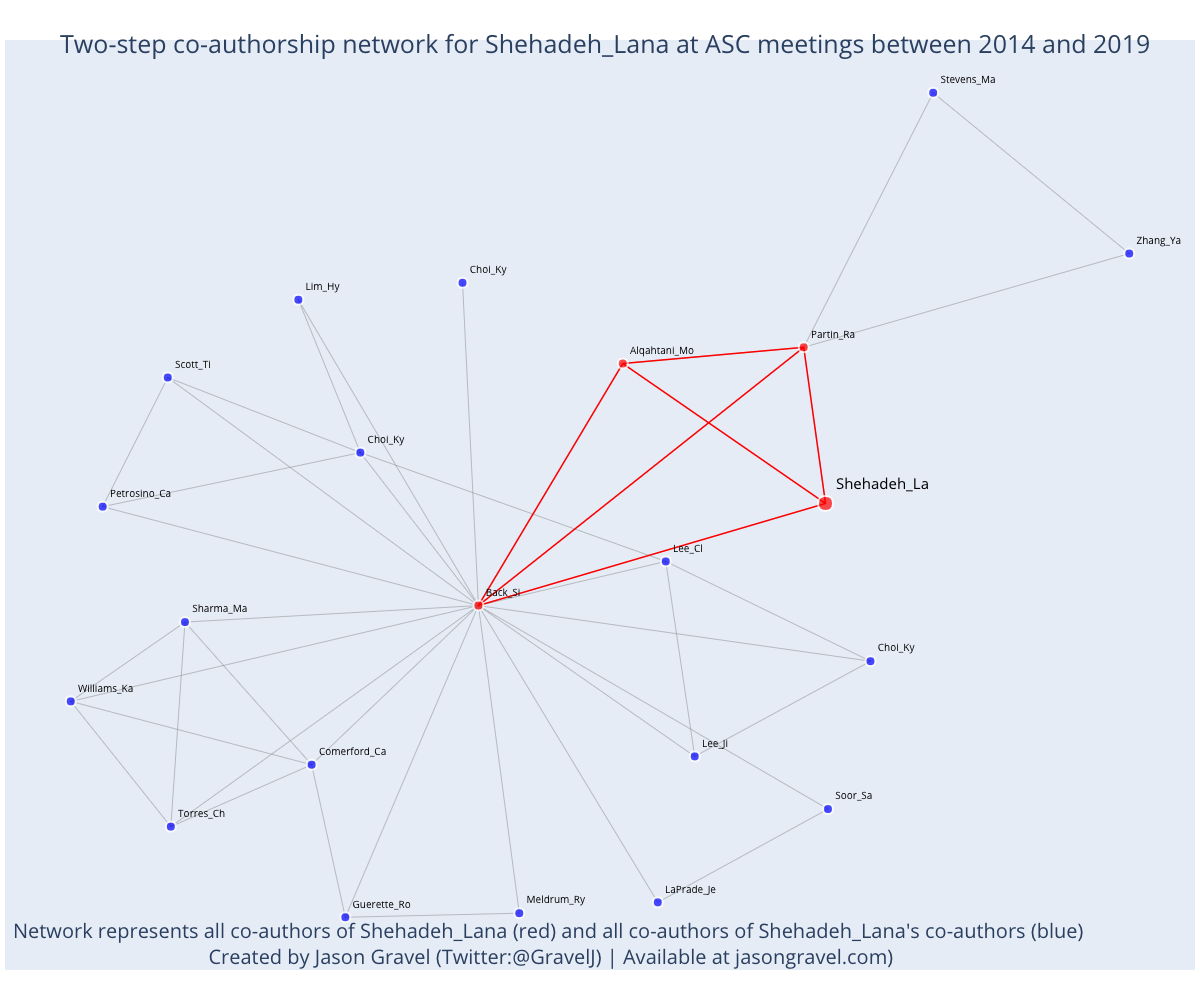 Two-step co-authorship network for Shehadeh_Lana at ASC meetings between 2014 and 2019
Stevens_Ma
Zhang_Ya
Choi_Ky
Lim_Hy
Partin_Ra
Alqahtani_Mo
Scott_Ti
Choi_Ky
Shehadeh_La
Petrosino_Ca
Lee_Cl
Back_Si
Sharma_Ma
Choi_Ky
Williams_Ka
Lee_Ji
Comerford_Ca
Soor_Sa
Torres_Ch
LaPrade_Je
Meldrum_Ry
Guerette_Ro
Network represents all co-authors of Shehadeh_Lana (red) and all co-authors of Shehadeh_Lana's co-authors (blue)
Created by Jason Gravel (Twitter:@GravelJ) | Available at jasongravel.com)